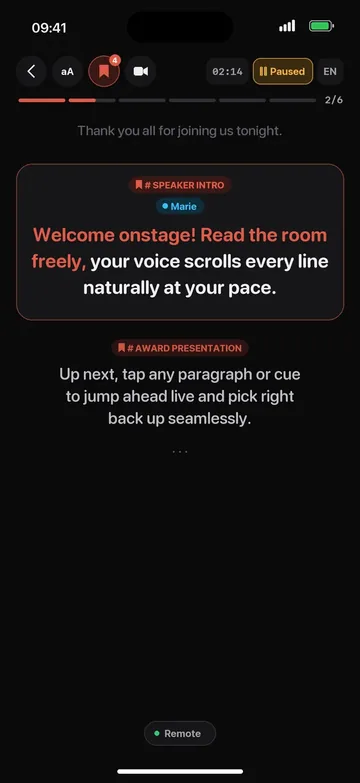 09:41
aA
4
02:14
Paused
EN
2/6
Thank you all for joining us tonight.
# SPEAKER INTRO
Marie
Welcome onstage! Read the room
freely, your voice scrolls every line
naturally at your pace.
# AWARD PRESENTATION
Up next, tap any paragraph or cue
to jump ahead live and pick right
back up seamlessly.
...
Remote